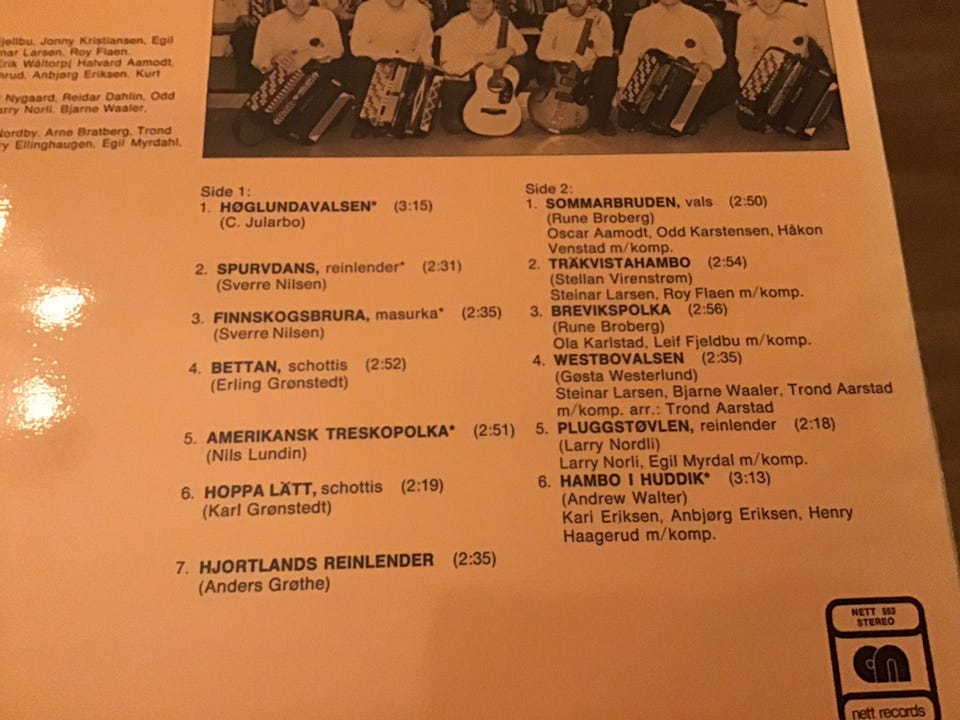 jellbu, Jonny Kristiansen, Egil
mar Larsen, Roy Flaen.
Erik Wåltorp, Halvard Aamodt,
nrud, Anbjørg Eriksen. Kurt
Nygaard, Reidar Dahlin, Odd
arry Norli, Bjarne Waaler,
Nordby, Arne Bratberg, Trond
ry Ellinghaugen, Egil Myrdahl,
Side 1:
1. HØGLUNDAVALSEN* (3:15)
(C. Jularbo)
2. SPURVDANS, reinlender* (2:31)
(Sverre Nilsen)
3. FINNSKOGSBRURA, masurka* (2:35)
(Sverre Nilsen)
4. BETTAN, schottis (2:52)
(Erling Grønstedt)
5. AMERIKANSK TRESKOPOLKA* (2:51)
(Nils Lundin)
6. HOPPA LÄTT, schottis (2:19)
(Karl Grønstedt)
7. HJORTLANDS REINLENDER (2:35)
(Anders Grøthe)
Side 2:
1. SOMMARBRUDEN, vals (2:50)
(Rune Broberg)
Oscar Aamodt, Odd Karstensen, Håkon
Venstad m/komp.
2. TRÄKVISTAHAMBO (2:54)
(Stellan Virenstrøm)
Steinar Larsen, Roy Flaen m/komp.
3. BREVIKSPOLKA (2:56)
(Rune Broberg)
Ola Karlstad, Leif Fjeldbu m/komp.
4. WESTBOVALSEN (2:35)
(Gøsta Westerlund)
Steinar Larsen, Bjarne Waaler, Trond Aarstad
m/komp. arr.: Trond Aarstad
5. PLUGGSTØVLEN, reinlender (2:18)
(Larry Nordli)
Larry Norli, Egil Myrdal m/komp.
6. HAMBO I HUDDIK* (3:13)
(Andrew Walter)
Kari Eriksen, Anbjørg Eriksen, Henry
Haagerud m/komp.
NETT 553
STEREO
nett records